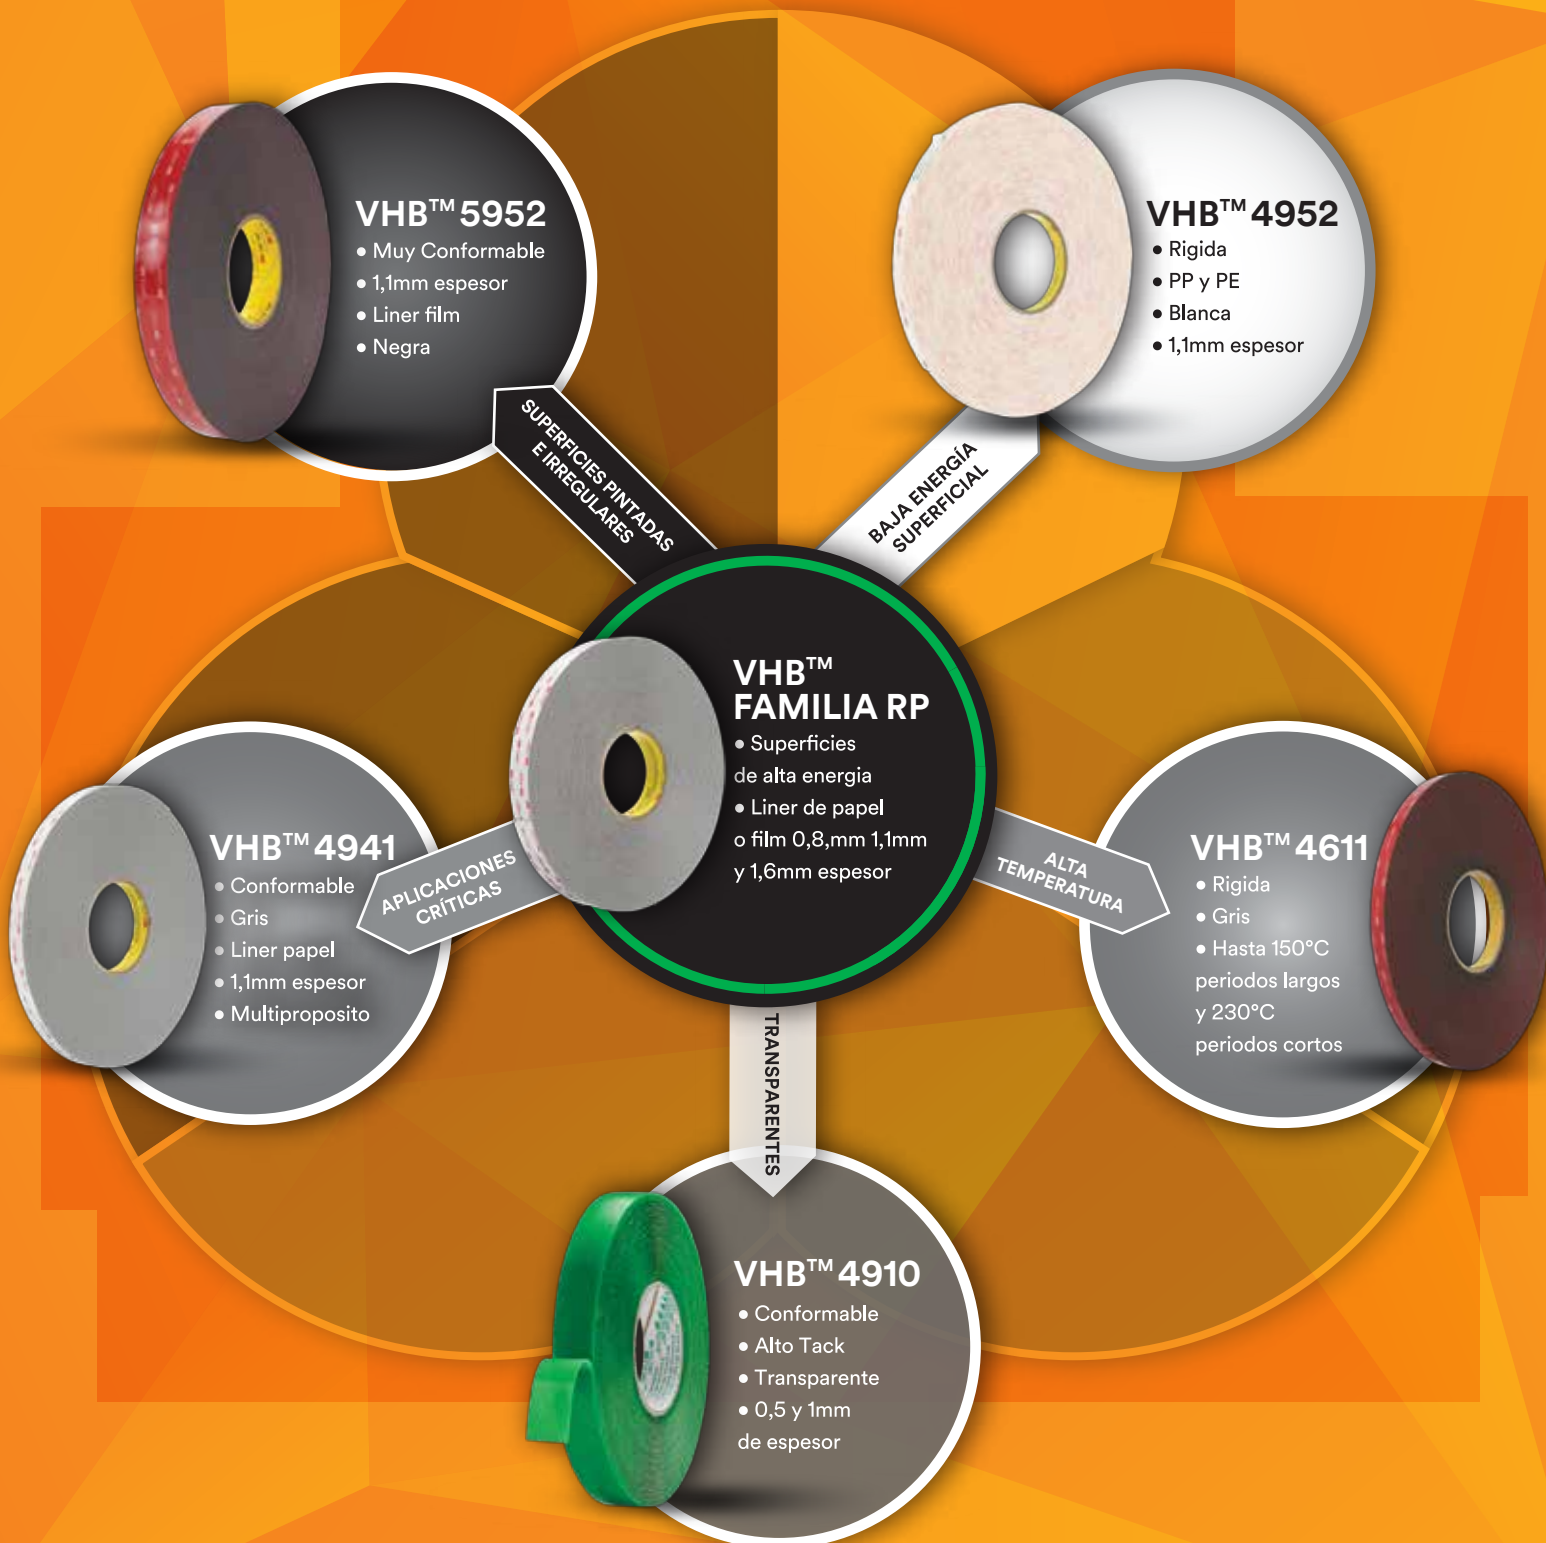 VHB™ 5952
• Muy Conformable
• 1,1mm espesor
• Liner film
• Negra
VHB™ 4952
• Rigida
• PP y PE
• Blanca
• 1,1mm espesor
SUPERFICIES PINTADAS
E IRREGULARES
BAJA ENERGÍA
SUPERFICIAL
VHB™
FAMILIA RP
• Superficies
de alta energia
• Liner de papel
o film 0,8,mm 1,1mm
y 1,6mm espesor
VHB™ 4941
• Conformable
• Gris
• Liner papel
• 1,1mm espesor
• Multiproposito
APLICACIONES
CRÍTICAS
ALTA
TEMPERATURA
VHB™ 4611
• Rigida
• Gris
• Hasta 150°C
periodos largos
y 230°C
periodos cortos
TRANSPARENTES
VHB™ 4910
• Conformable
• Alto Tack
• Transparente
• 0,5 y 1mm
de espesor